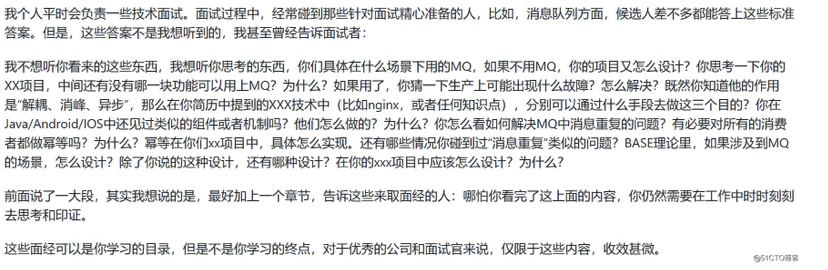 我个人平时会负责一些技术面试。面试过程中，经常碰到那些针对面试精心准备的人，比如，消息队列方面，候选人差不多都能答上这些标准
答案。但是，这些答案不是我想听到的，我甚至曾经告诉面试者：
我不想听你看来的这些东西，我想听你思考的东西，你们具体在什么场景下用的MQ，如果不用MQ，你的项目又怎么设计？你思考一下你的
XX项目，中间还有没有哪一块功能可以用上MQ？为什么？如果用了，你猜一下生产上可能出现什么故障？怎么解决？既然你知道他的作用
是“解耦、消峰、异步”，那么在你简历中提到的XXX技术中（比如nginx，或者任何知识点），分别可以通过什么手段去做这三个目的？你在
Java/Android/IOS中还见过类似的组件或者机制吗？他们怎么做的？为什么？你怎么看如何解决MQ中消息重复的问题？有必要对所有的消费
者都做幂等吗？为什么？幂等在你们xx项目中，具体怎么实现。还有哪些情况你碰到过“消息重复”类似的问题？BASE理论里，如果涉及到MQ
的场景，怎么设计？除了你说的这种设计，还有哪种设计？在你的xxx项目中应该怎么设计？为什么？
前面说了一大段，其实我想说的是，最好加上一个章节，告诉这些来取面经的人：哪怕你看完了这上面的内容，你仍然需要在工作中时时刻刻
去思考和印证。
这些面经可以是你学习的目录，但是不是你学习的终点，对于优秀的公司和面试官来说，仅限于这些内容，收效甚微。
@51CTO博客